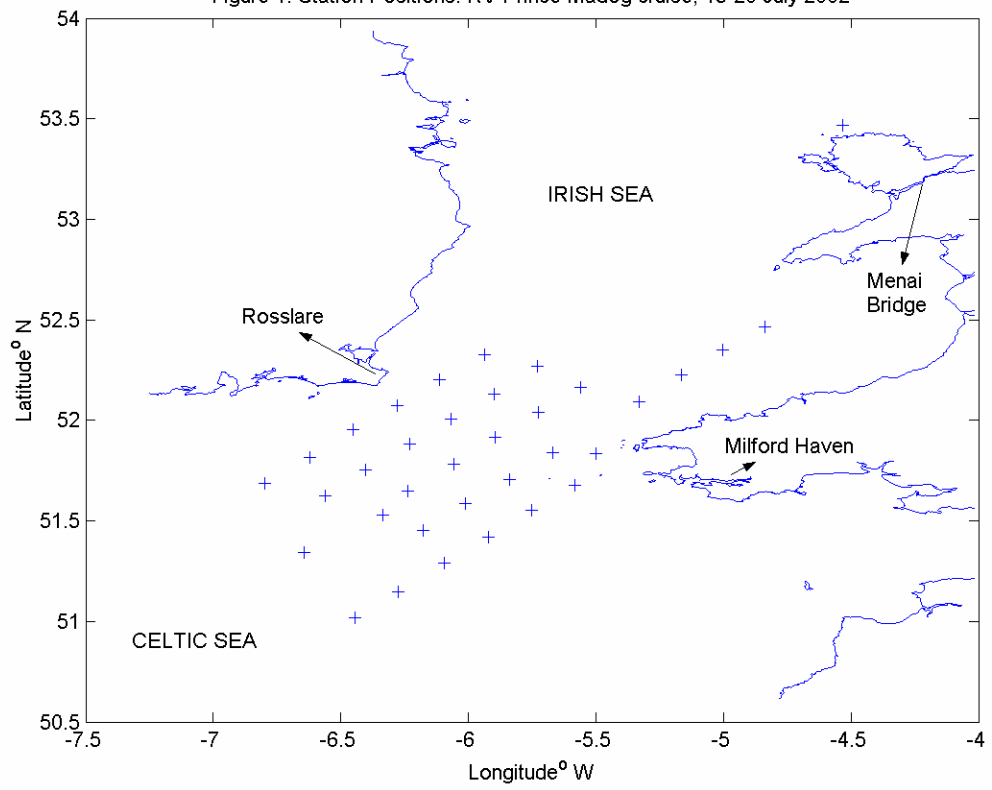 Figure 1. Station Positions. RV Prince Madog cruise, July 2002
54
53.5
53
52.5
52
51.5
51
50.5
Latitude° N
IRISH SEA
Menai
Bridge
Rosslare
Milford Haven
CELTIC SEA
-7.5 -7 -6.5 -6 -5.5 -5 -4.5 -4
Longitude° W